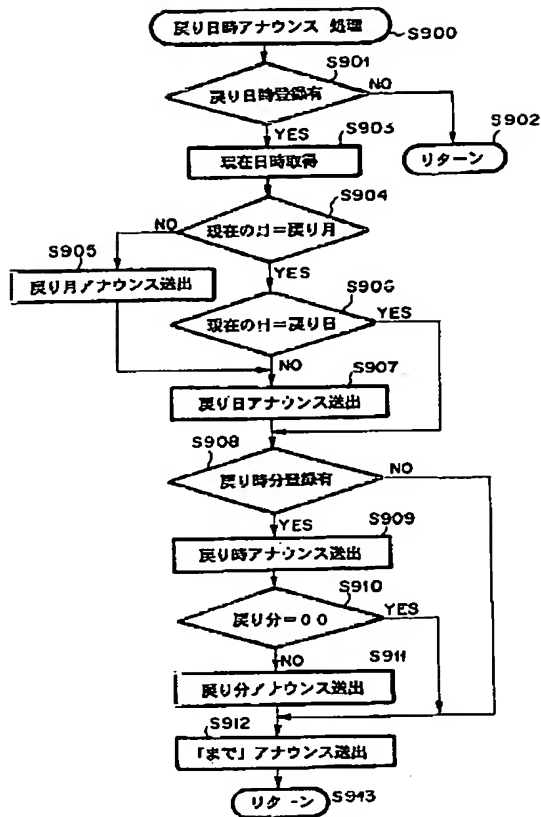 戻り日時アナウンス 処理
S900
S901
戻り日時登録有
NO
YES
S902
リターン
S903
現在日時取得
S904
現在の月=戻り月
NO
YES
S905
戻り月アナウンス送出
S906
現在の日=戻り日
YES
NO
S907
戻り日アナウンス送出
S908
戻り時分登録有
NO
YES
S909
戻り時アナウンス送出
S910
戻り分=00
YES
NO
S911
戻り分アナウンス送出
S912
「まで」アナウンス送出
リターン
S913